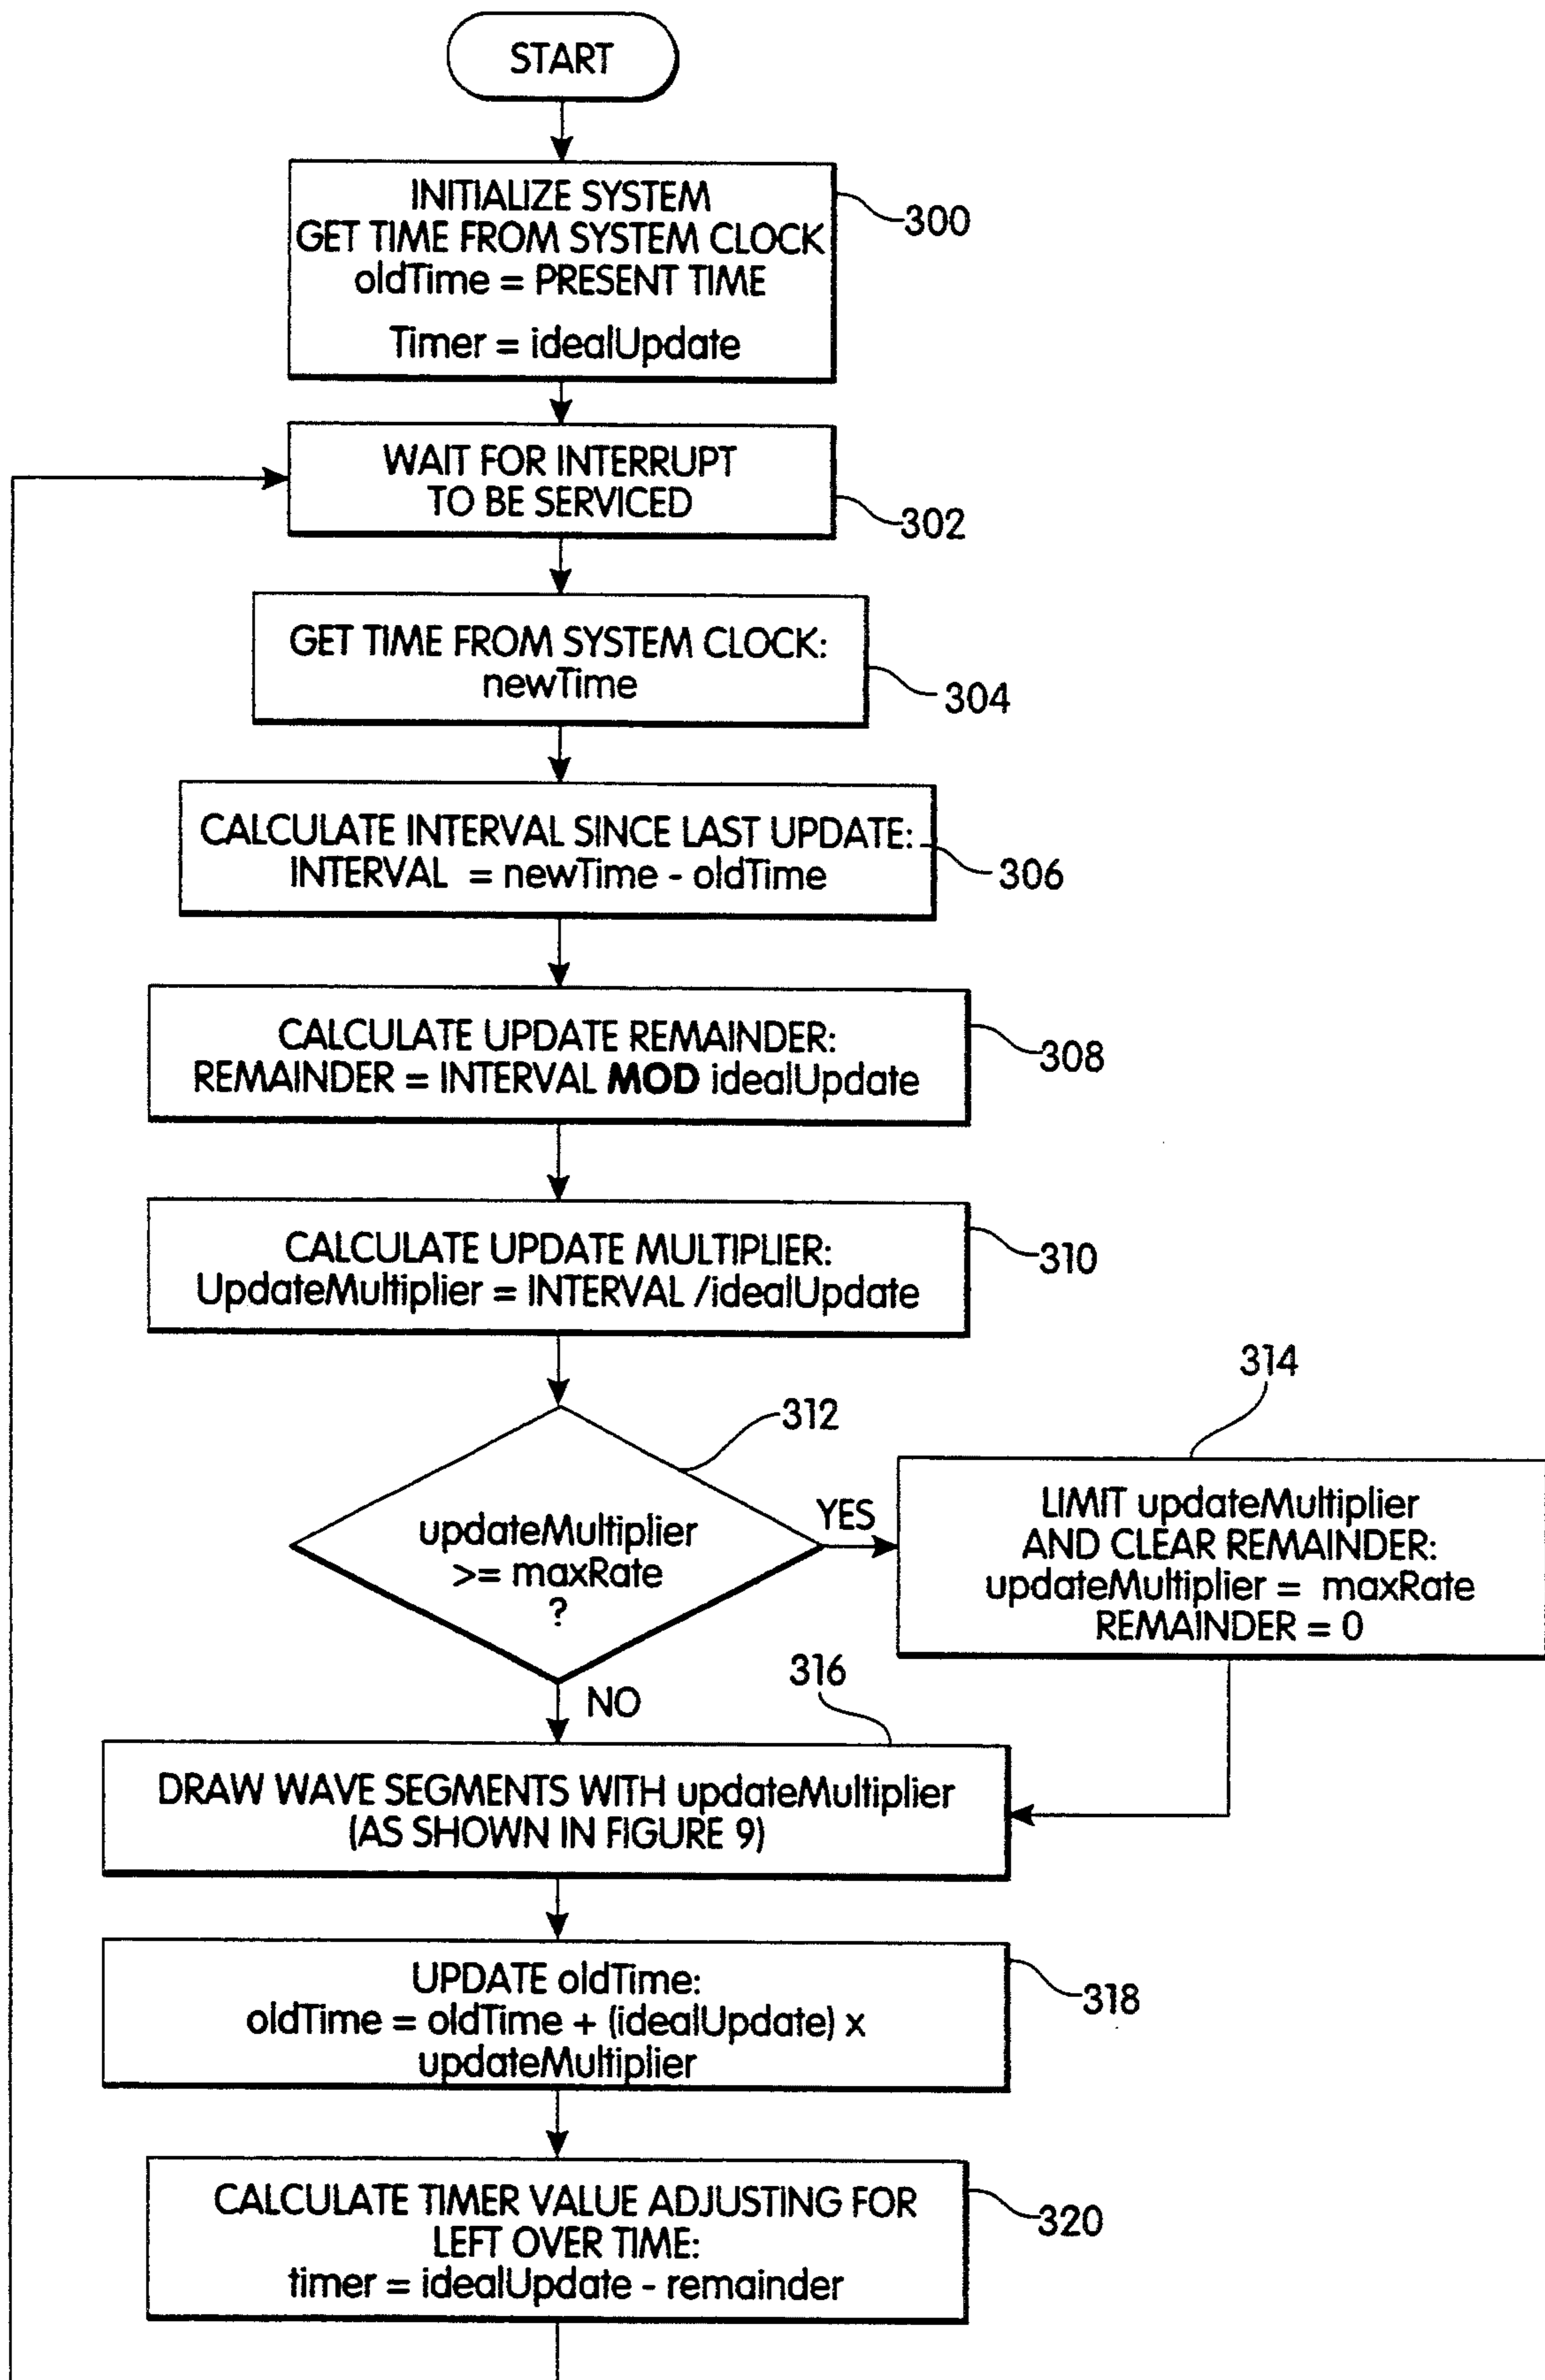 START
INITIALIZE SYSTEM
GET TIME FROM SYSTEM CLOCK
oldTime = PRESENT TIME
Timer = idealUpdate
300
WAIT FOR INTERRUPT
TO BE SERVICED
302
GET TIME FROM SYSTEM CLOCK:
newTime
304
CALCULATE INTERVAL SINCE LAST UPDATE:
INTERVAL = newTime - oldTime
306
CALCULATE UPDATE REMAINDER:
REMAINDER = INTERVAL MOD idealUpdate
308
CALCULATE UPDATE MULTIPLIER:
UpdateMultiplier = INTERVAL /idealUpdate
310
312
updateMultiplier
>= maxRate
?
YES
NO
314
LIMIT updateMultiplier
AND CLEAR REMAINDER:
updateMultiplier = maxRate
REMAINDER = 0
316
DRAW WAVE SEGMENTS WITH updateMultiplier
(AS SHOWN IN FIGURE 9)
UPDATE oldTime:
oldTime = oldTime + (idealUpdate) x
updateMultiplier
318
CALCULATE TIMER VALUE ADJUSTING FOR
LEFT OVER TIME:
timer = idealUpdate - remainder
320